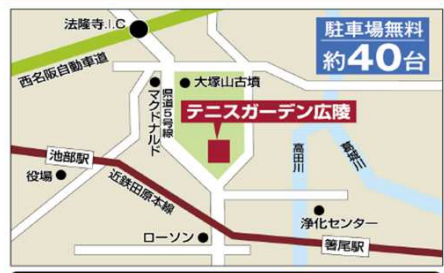 法隆寺.I.C
駐車場無料
約40台
西名阪自動車道
大塚山古墳
マクドナルド
県道5号線
テニスガーデン広陵
高田川
葛城川
池部駅
役場
近鉄田原本線
浄化センター
ローソン
箸尾駅